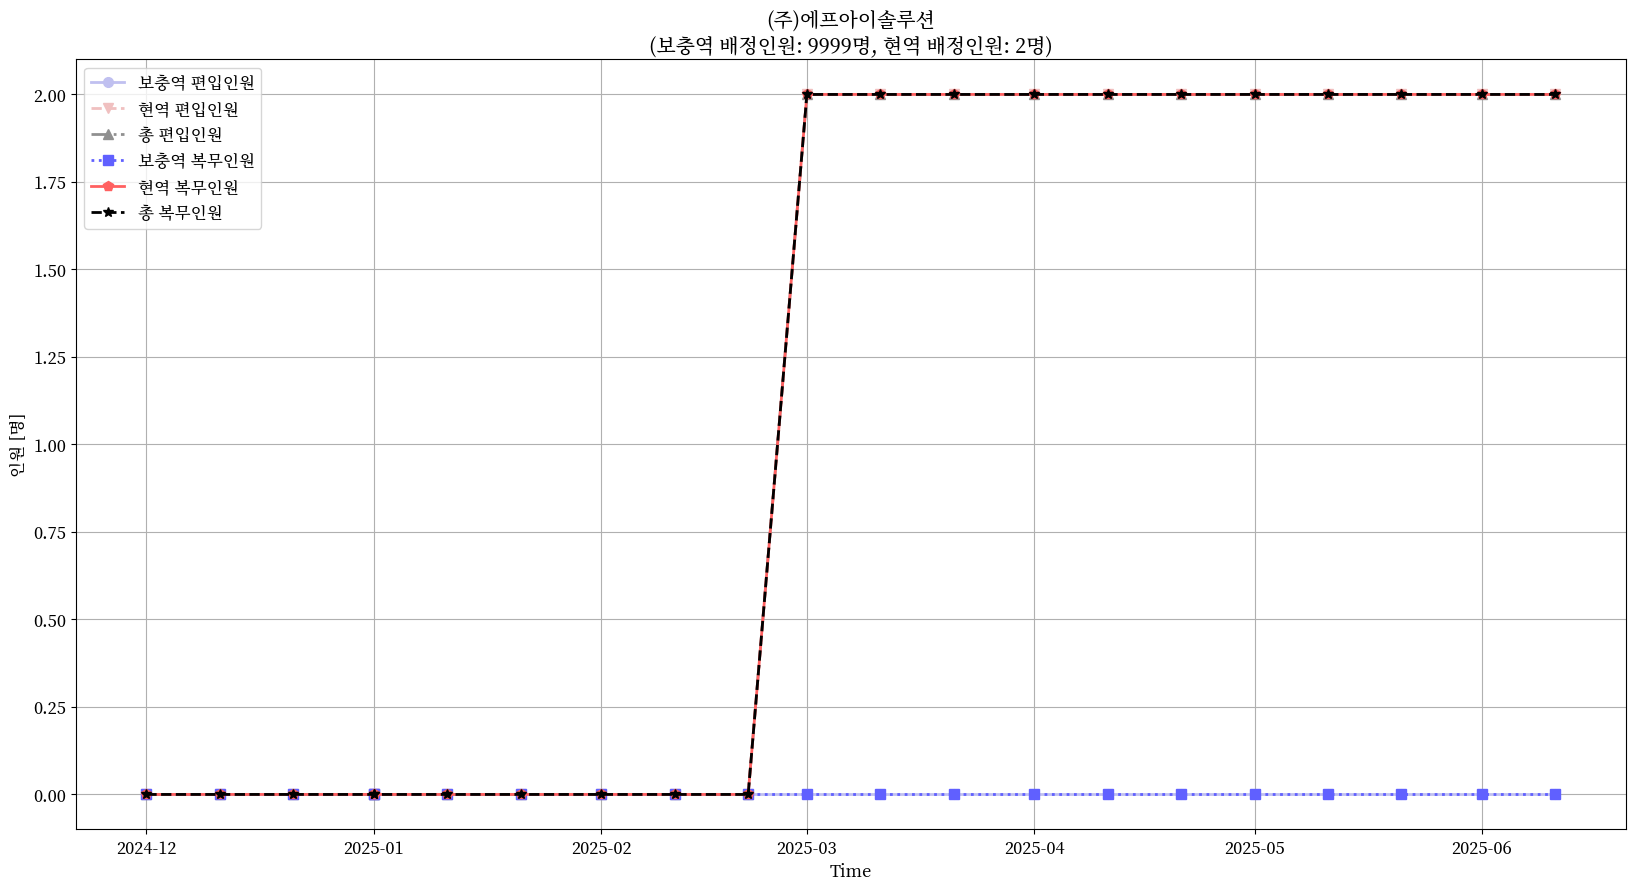 (주)에프아이솔루션
(보충역 배정인원: 9999명, 현역 배정인원: 2명)
보충역 편입인원
현역 편입인원
총 편입인원
보충역 복무인원
현역 복무인원
총 복무인원
인원 [명]
2.00
1.75
1.50
1.25
1.00
0.75
0.50
0.25
0.00
2024-12
2025-01
2025-02
2025-03
2025-04
2025-05
2025-06
Time